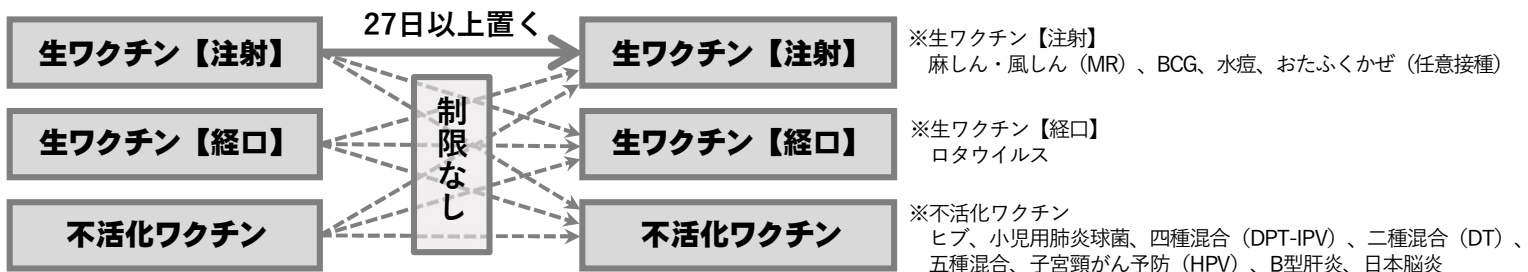 27日以上置く
生ワクチン【注射】
生ワクチン【注射】
※生ワクチン【注射】
麻しん・風しん（MR）、BCG、水痘、おたふくかぜ（任意接種）
制限なし
生ワクチン【経口】
生ワクチン【経口】
※生ワクチン【経口】
ロタウイルス
不活化ワクチン
不活化ワクチン
※不活化ワクチン
ヒブ、小児用肺炎球菌、四種混合（DPT-IPV）、二種混合（DT）、
五種混合、子宮頸がん予防（HPV）、B型肝炎、日本脳炎